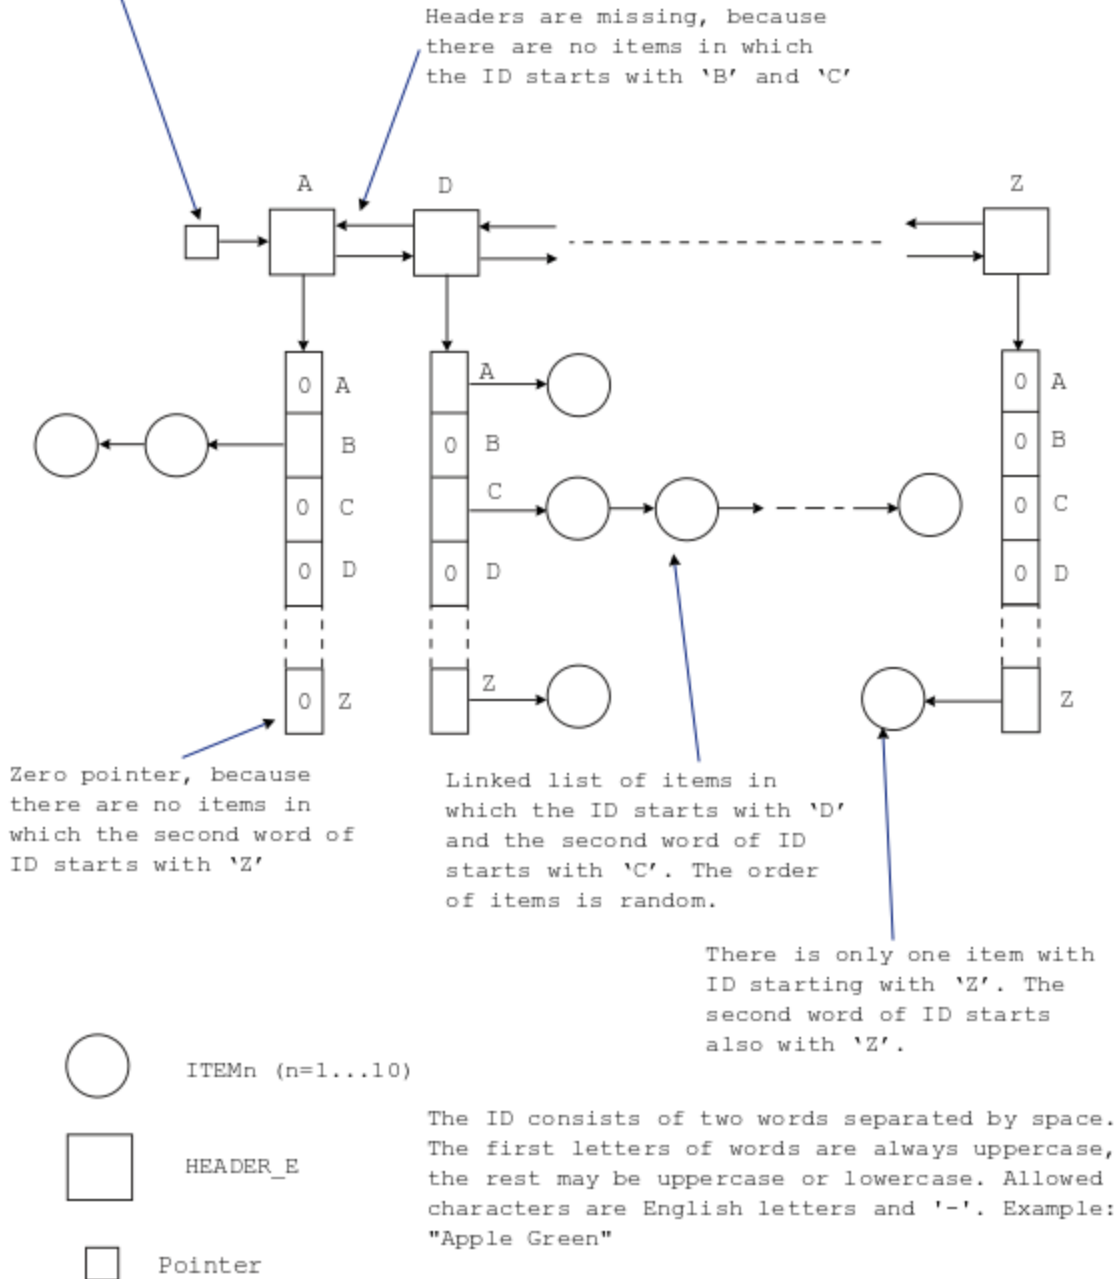 Headers are missing, because
there are no items in which
the ID starts with ‘B’ and ‘C’
A D Z
0 A A 0 A
B 0 B 0 B
0 C C 0 C
0 D 0 D 0 D
0 Z Z Z
Zero pointer, because
there are no items in
which the second word of
ID starts with ‘Z’
Linked list of items in
which the ID starts with ‘D’
and the second word of ID
starts with ‘C’. The order
of items is random.
There is only one item with
ID starting with ‘Z’. The
second word of ID starts
also with ‘Z’.
ITEMn (n=1...10)
HEADER_E
Pointer
The ID consists of two words separated by space.
The first letters of words are always uppercase,
the rest may be uppercase or lowercase. Allowed
characters are English letters and '-'. Example:
"Apple Green"